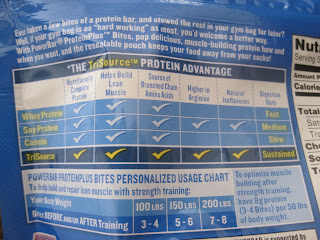 Ever taken a few bites of a protein bar, and stowed the rest in your gym bag for later?
Well, if your gym bag is as "hard working" as most, you'd welcome a better way.
With PowerBar® ProteinPlus™ Bites, pop delicious, muscle-building protein how and
when you want, and the resealable pouch keeps your food away from your socks!
THE TriSource™ PROTEIN ADVANTAGE
Nutritionally Complete Protein
Helps Build Lean Muscle
Sources of Branched Chain Amino Acids
Higher in Arginine
Natural Isoflavones
Digestion Rate
Whey Protein Fast
Soy Protein Medium
Casein Slow
TriSource Sustained
POWERBAR PROTEINPLUS BITES PERSONALIZED USAGE CHART
To help build and repair lean muscle with strength training:
Your Body Weight 100 LBS 150 LBS 200 LBS
Bites BEFORE and/or AFTER Training 3-4 5-6 7-8
To optimize muscle
building after
strength training,
have 8g protein
(3-4 Bites) per 50 lbs
of body weight.
Nut
Serving
Amount
Calorie
Total
Satu
Tra
Chole